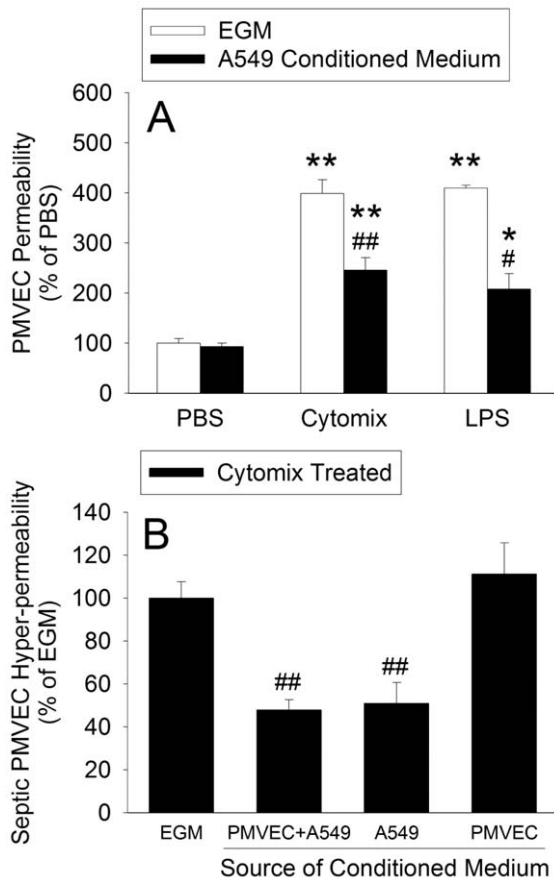 EGM
A549 Conditioned Medium
A
PMVEC Permeability
(% of PBS)
600
500
400
300
200
100
0
**
**
##
**
*
#
PBS Cytomix LPS
Cytomix Treated
B
Septic PMVEC Hyper-permeability
(% of EGM)
140
120
100
80
60
40
20
0
##
##
EGM PMVEC+A549 A549 PMVEC
Source of Conditioned Medium